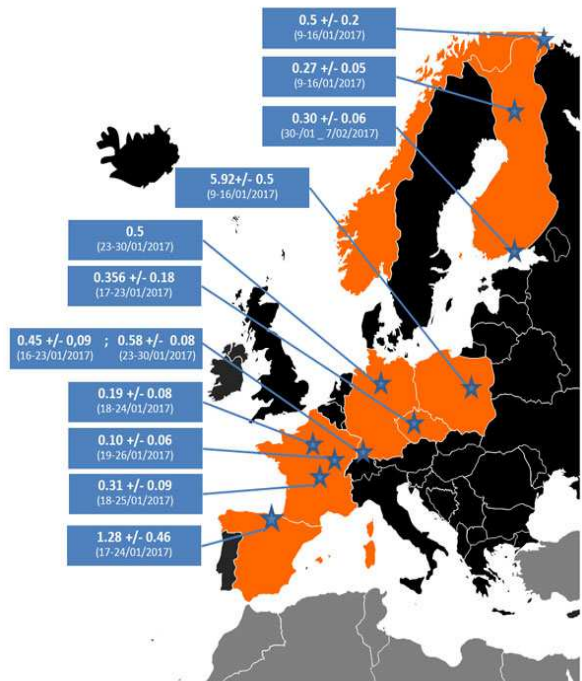 0.5 +/- 0.2
(9-16/01/2017)
0.27 +/- 0.05
(9-16/01/2017)
0.30 +/- 0.06
(30-/01 _ 7/02/2017)
5.92+/- 0.5
(9-16/01/2017)
0.5
(23-30/01/2017)
0.356 +/- 0.18
(17-23/01/2017)
0.45 +/- 0,09 ; 0.58 +/- 0.08
(16-23/01/2017) (23-30/01/2017)
0.19 +/- 0.08
(18-24/01/2017)
0.10 +/- 0.06
(19-26/01/2017)
0.31 +/- 0.09
(18-25/01/2017)
1.28 +/- 0.46
(17-24/01/2017)